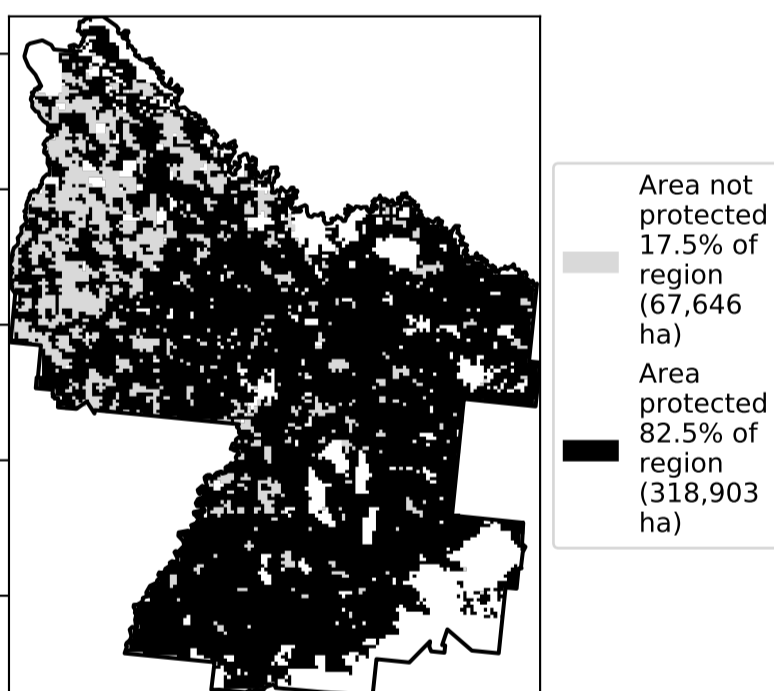 Area not
protected
17.5% of
region
(67,646
ha)
Area
protected
82.5% of
region
(318,903
ha)